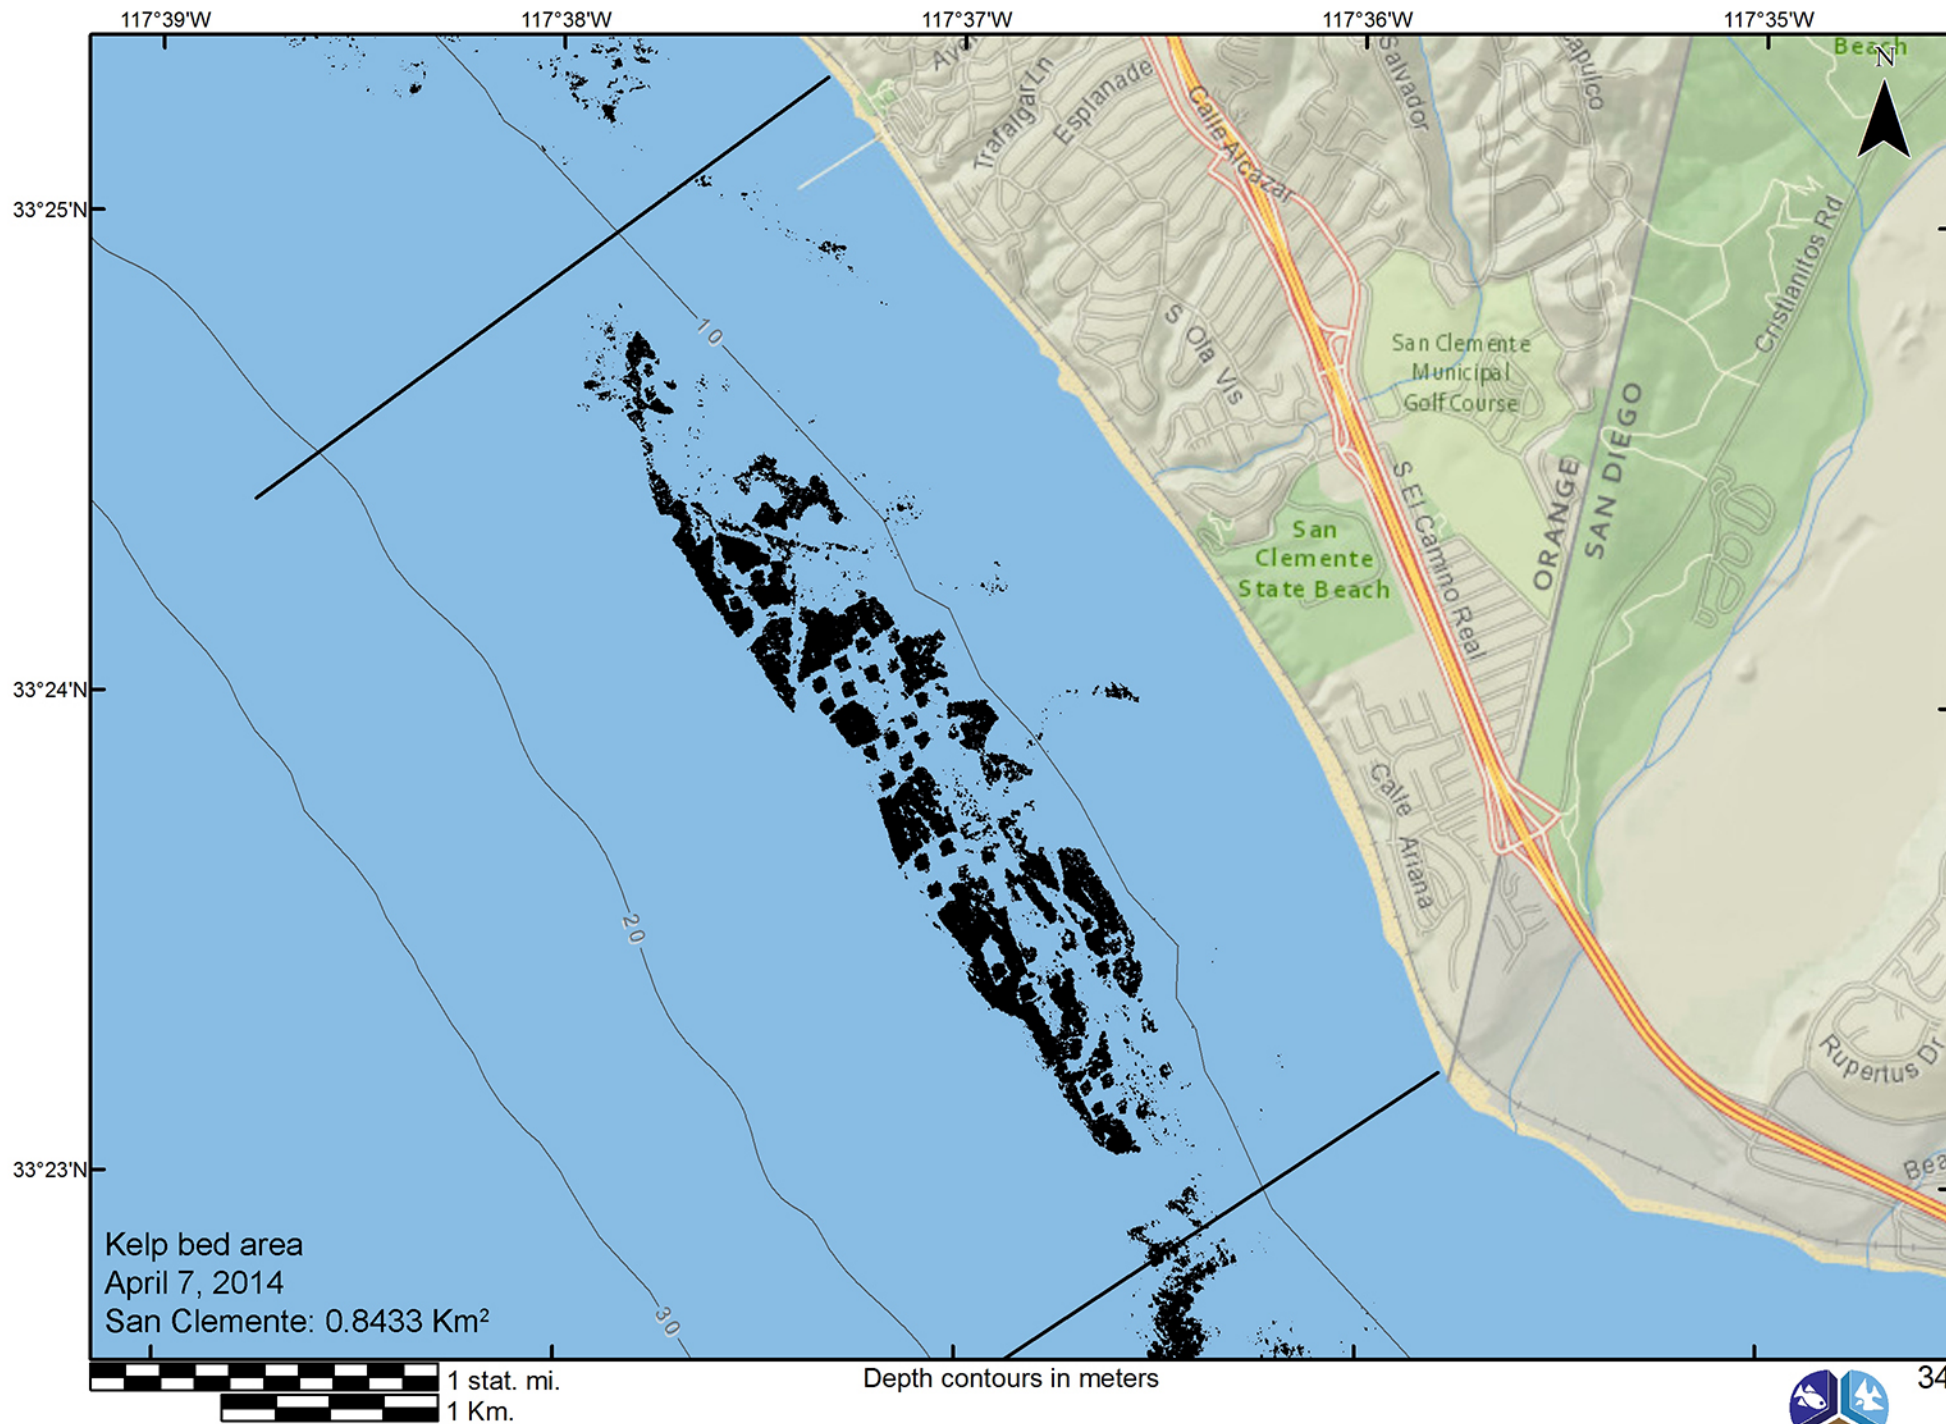 117°39'W 117°38'W 117°37'W 117°36'W 117°35'W
Beach
N
Trafalgar Ln
Esplanade
Calle Alcazar
Salvador
33°25'N
Cristianitos Rd
10
S Ola Vis
San Clemente
Municipal
Golf Course
ORANGE
SAN DIEGO
S El Camino Real
San
Clemente
State Beach
33°24'N
Calle Ariana
20
Rupertus Dr
33°23'N
Bea
Kelp bed area
April 7, 2014
San Clemente: 0.8433 Km²
30
1 stat. mi.
Depth contours in meters
34
1 Km.